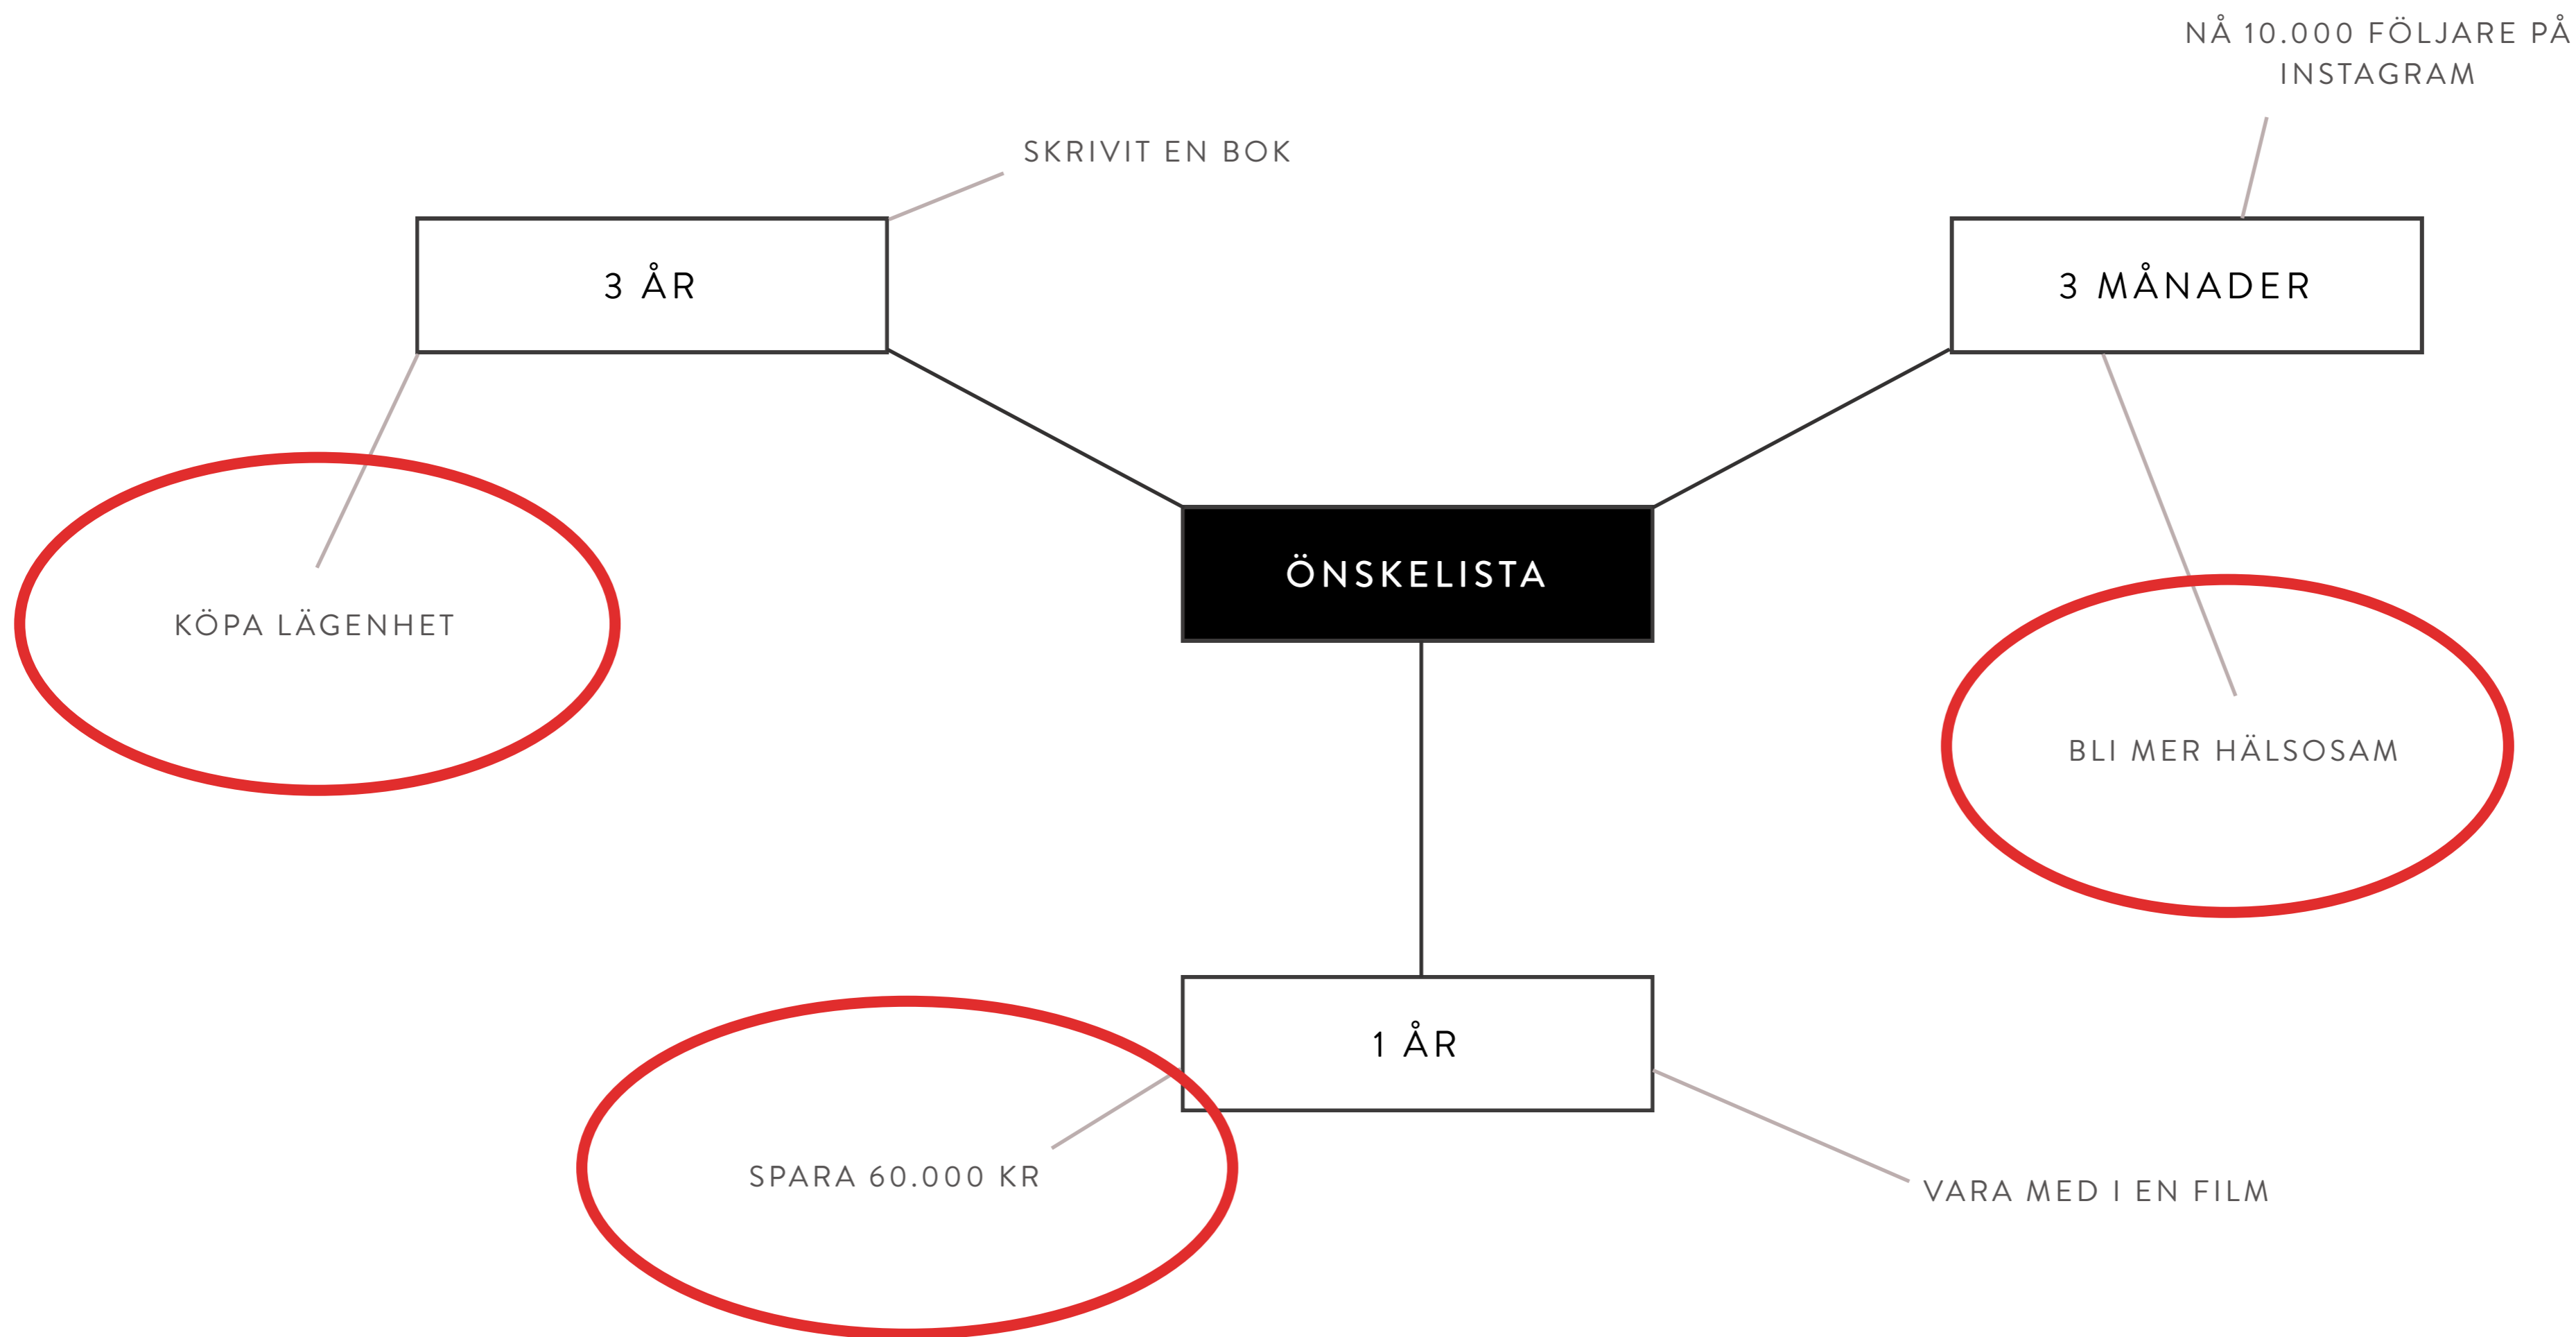 NÅ 10.000 FÖLJARE PÅ
INSTAGRAM
SKRIVIT EN BOK
3 ÅR
3 MÅNADER
ÖNSKELISTA
KÖPA LÄGENHET
BLI MER HÄLSOSAM
1 ÅR
SPARA 60.000 KR
VARA MED I EN FILM